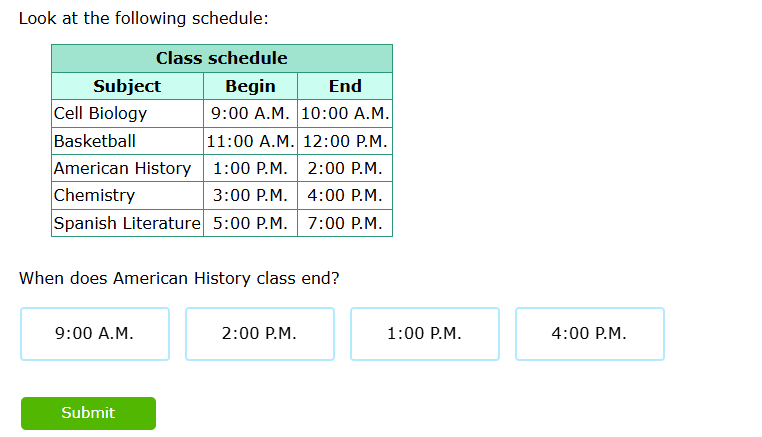 Look at the following schedule:
Class schedule
Subject Begin End
Cell Biology 9:00 A.M. 10:00 A.M.
Basketball 11:00 A.M. 12:00 P.M.
American History 1:00 P.M. 2:00 P.M.
Chemistry 3:00 P.M. 4:00 P.M.
Spanish Literature 5:00 P.M. 7:00 P.M.
When does American History class end?
9:00 A.M. 2:00 P.M. 1:00 P.M. 4:00 P.M.
Submit